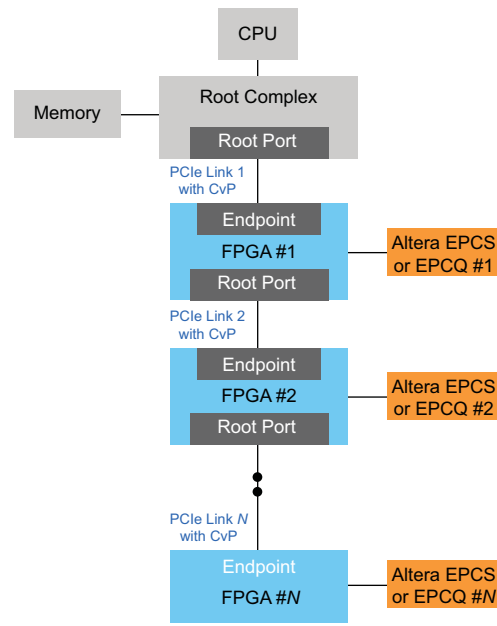 CPU
Root Complex
Memory
Root Port
PCIe Link 1
with CvP
Endpoint
FPGA #1
Root Port
Altera EPCS
or EPCQ #1
PCIe Link 2
with CvP
Endpoint
FPGA #2
Root Port
Altera EPCS
or EPCQ #2
PCIe Link N
with CvP
Endpoint
FPGA #N
Altera EPCS
or EPCQ #N